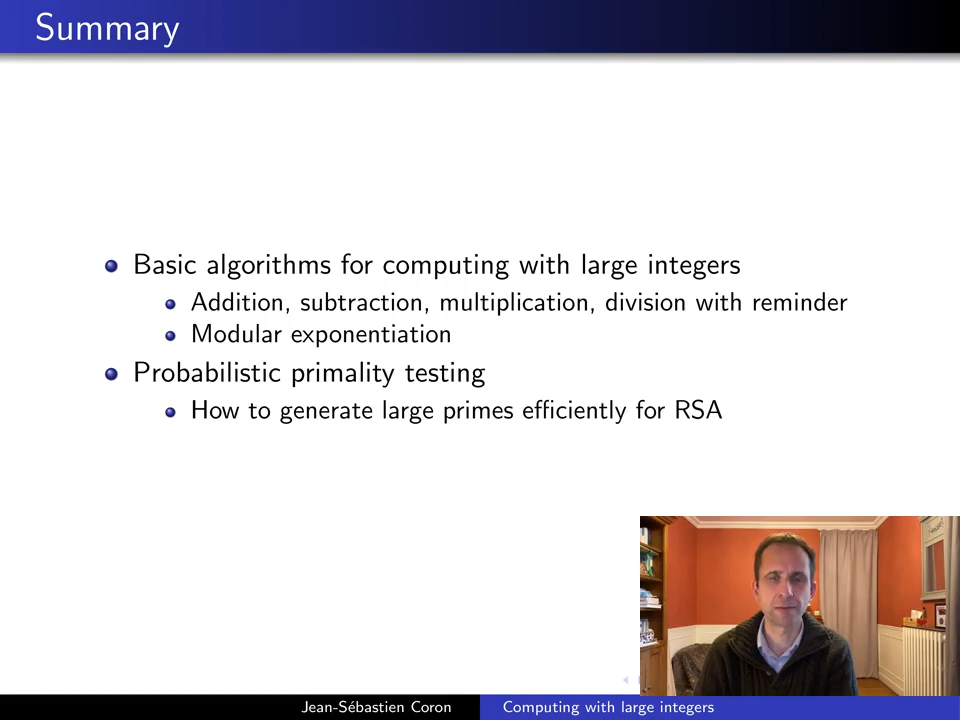 Summary
Basic algorithms for computing with large integers
Addition, subtraction, multiplication, division with reminder
Modular exponentiation
Probabilistic primality testing
How to generate large primes efficiently for RSA
Jean-Sébastien Coron
Computing with large integers